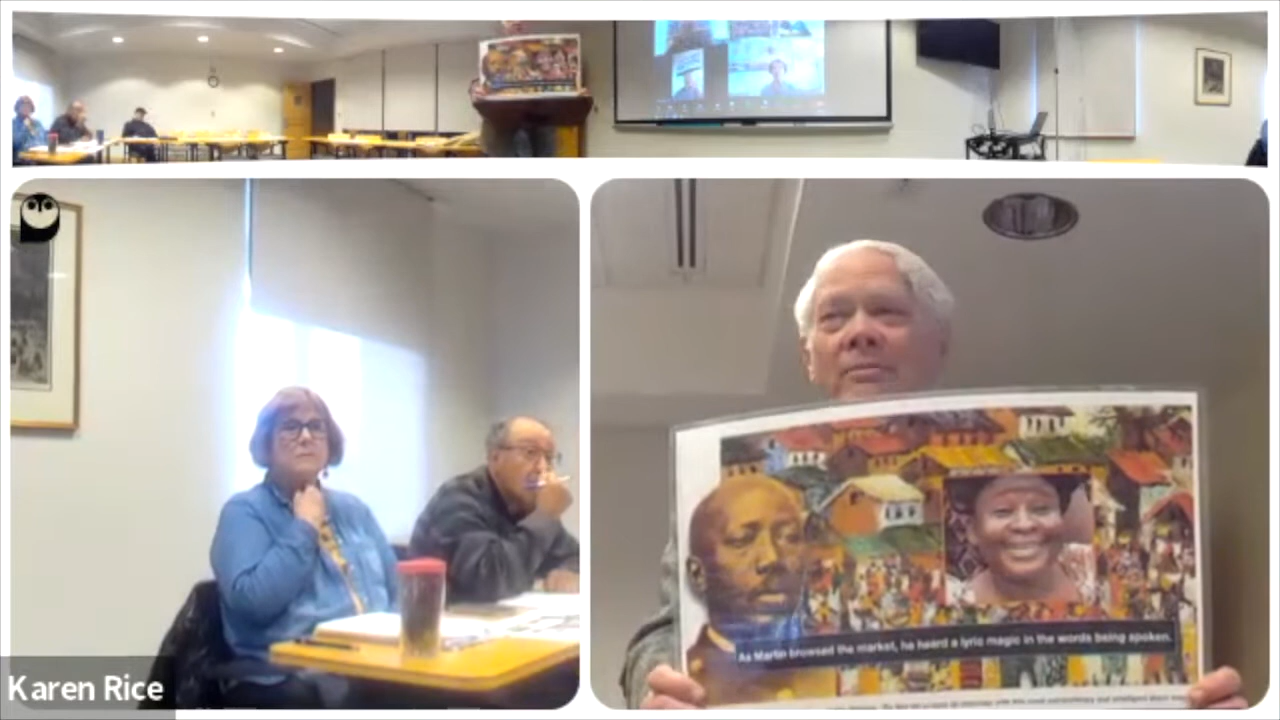 As Martin browsed the market, he heard a lyric magic in the words being spoken.
Karen Rice